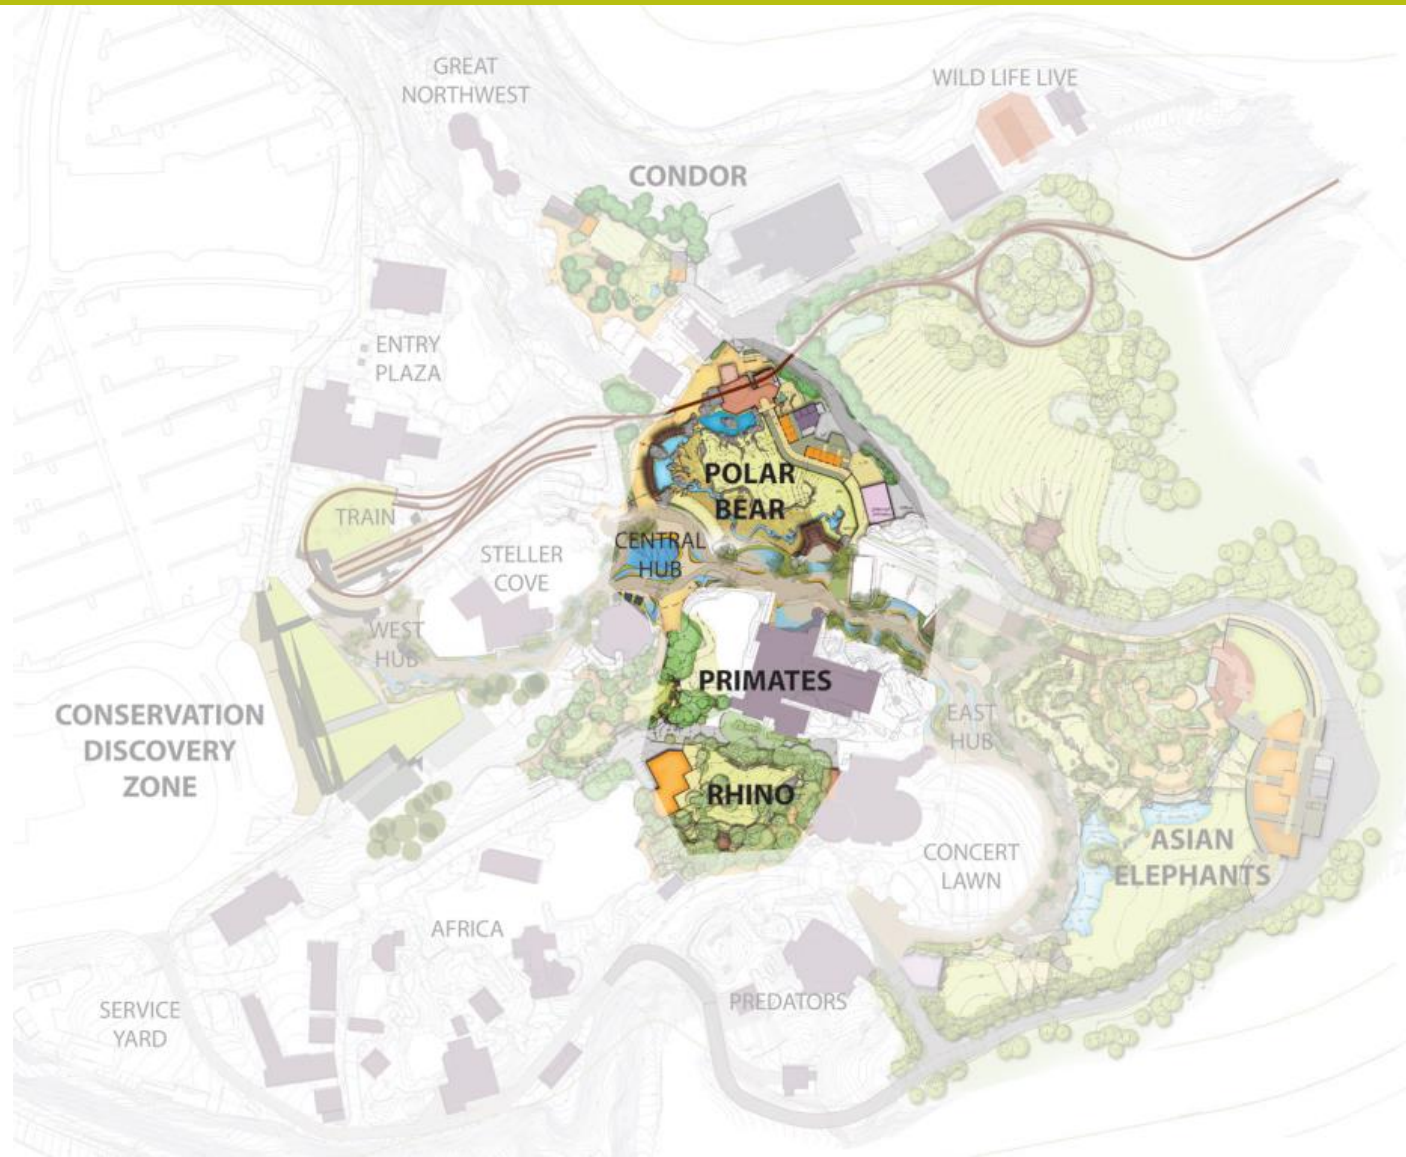 GREAT
NORTHWEST
WILD LIFE LIVE
CONDOR
ENTRY
PLAZA
POLAR
BEAR
TRAIN
STELLER
COVE
CENTRAL
HUB
WEST
HUB
PRIMATES
CONSERVATION
DISCOVERY
ZONE
EAST
HUB
RHINO
CONCERT
LAWN
ASIAN
ELEPHANTS
AFRICA
PREDATORS
SERVICE
YARD